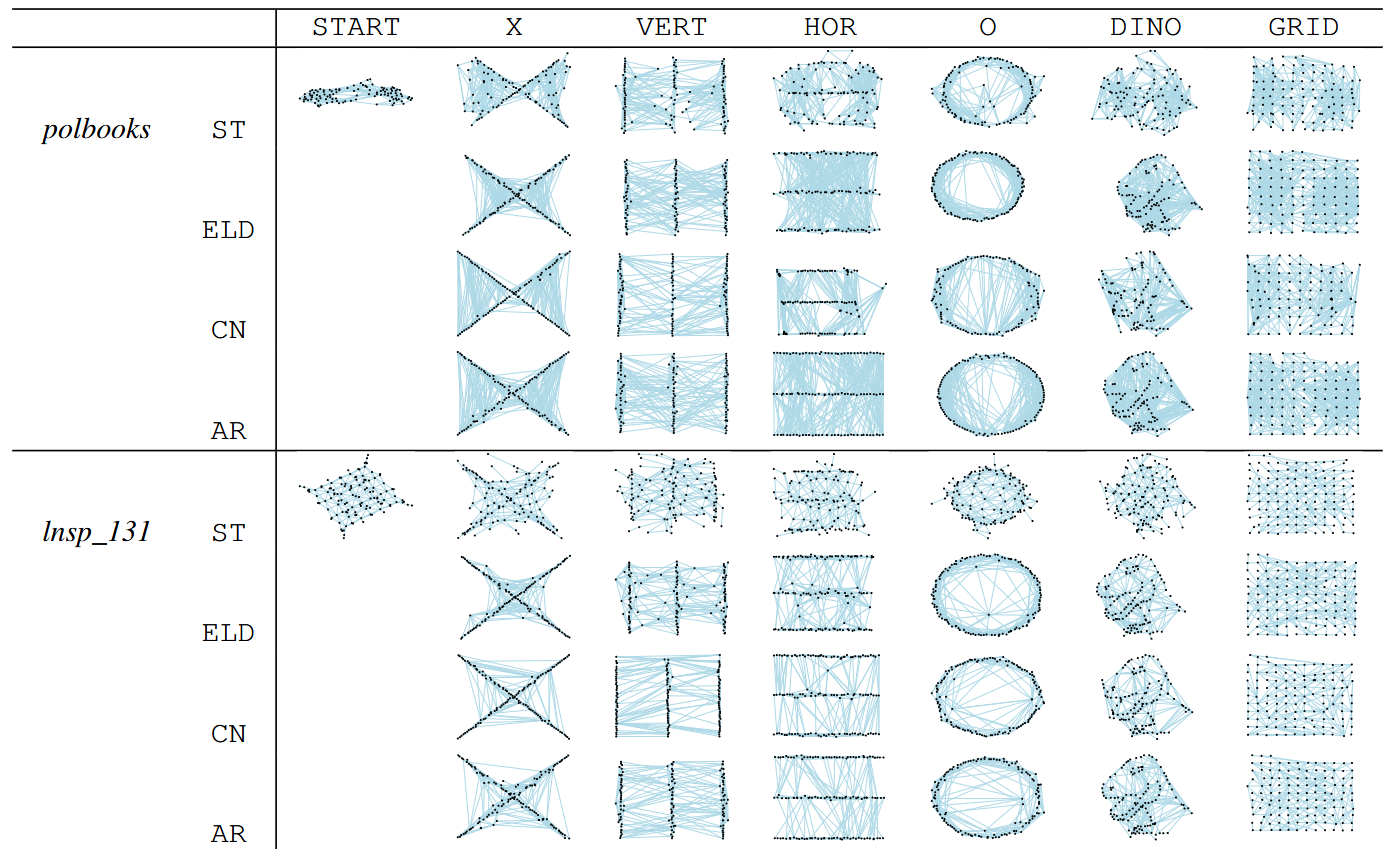 START X VERT HOR O DINO GRID
polbooks ST
ELD
CN
AR
lnsp_131 ST
ELD
CN
AR